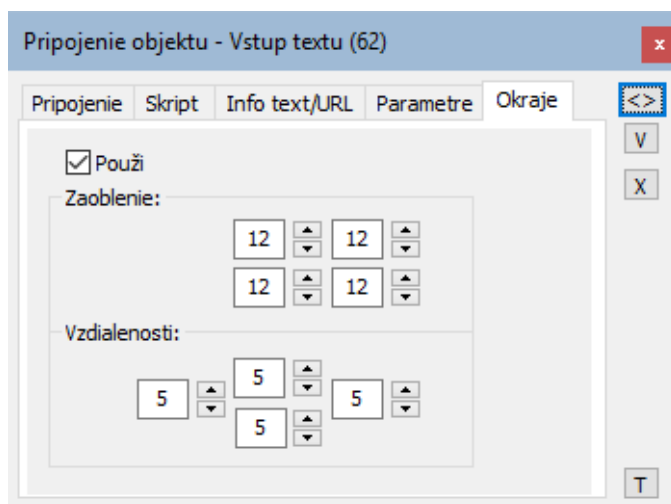 Pripojenie objektu - Vstup textu (62)
x
Pripojenie Skript Info text/URL Parametre Okraje
<>
V
X
Použi
Zaoblenie:
12 12
12 12
Vzdialenosti:
5
5 5
5
T